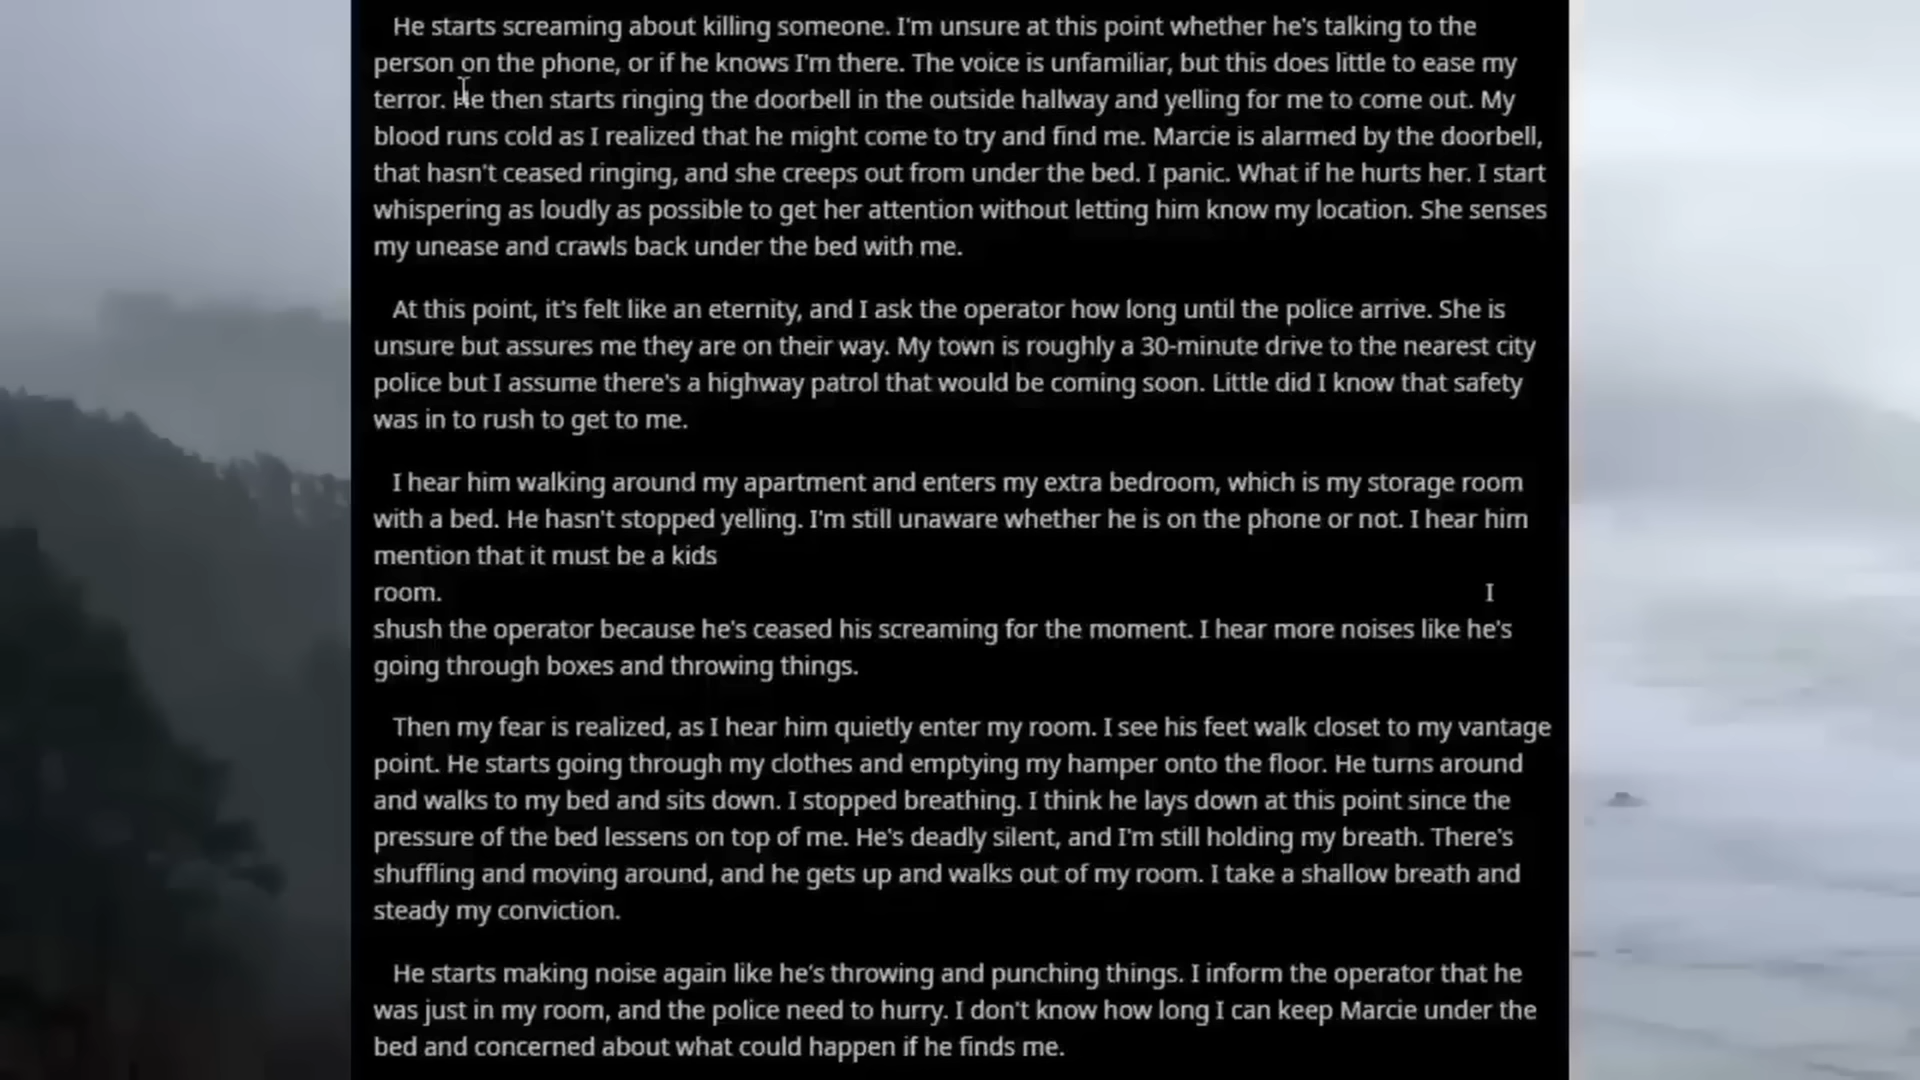 He starts screaming about killing someone. I'm unsure at this point whether he's talking to the
person on the phone, or if he knows I'm there. The voice is unfamiliar, but this does little to ease my
terror. He then starts ringing the doorbell in the outside hallway and yelling for me to come out. My
blood runs cold as I realized that he might come to try and find me. Marcie is alarmed by the doorbell,
that hasn't ceased ringing, and she creeps out from under the bed. I panic. What if he hurts her. I start
whispering as loudly as possible to get her attention without letting him know my location. She senses
my unease and crawls back under the bed with me.
At this point, it's felt like an eternity, and I ask the operator how long until the police arrive. She is
unsure but assures me they are on their way. My town is roughly a 30-minute drive to the nearest city
police but I assume there's a highway patrol that would be coming soon. Little did I know that safety
was in to rush to get to me.
I hear him walking around my apartment and enters my extra bedroom, which is my storage room
with a bed. He hasn't stopped yelling. I'm still unaware whether he is on the phone or not. I hear him
mention that it must be a kids
room. I
shush the operator because he's ceased his screaming for the moment. I hear more noises like he's
going through boxes and throwing things.
Then my fear is realized, as I hear him quietly enter my room. I see his feet walk closet to my vantage
point. He starts going through my clothes and emptying my hamper onto the floor. He turns around
and walks to my bed and sits down. I stopped breathing. I think he lays down at this point since the
pressure of the bed lessens on top of me. He's deadly silent, and I'm still holding my breath. There's
shuffling and moving around, and he gets up and walks out of my room. I take a shallow breath and
steady my conviction.
He starts making noise again like he's throwing and punching things. I inform the operator that he
was just in my room, and the police need to hurry. I don't know how long I can keep Marcie under the
bed and concerned about what could happen if he finds me.